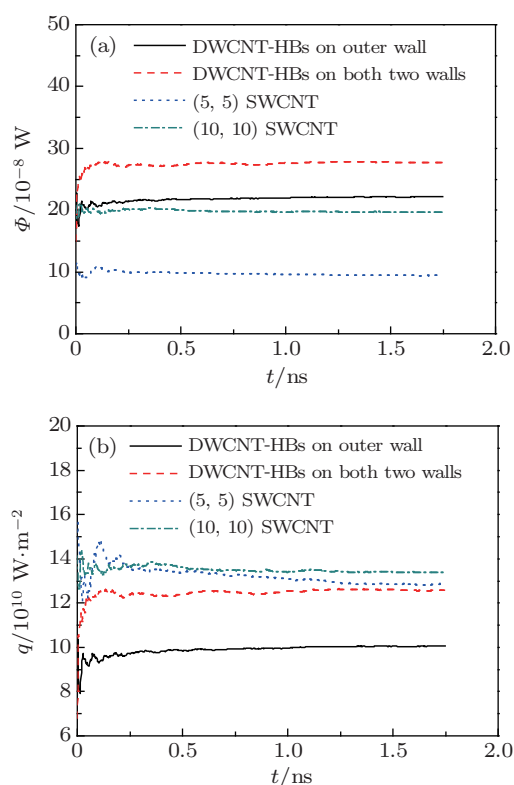 (a)
DWCNT-HBs on outer wall
DWCNT-HBs on both two walls
(5, 5) SWCNT
(10, 10) SWCNT
50
40
30
20
10
0
Φ/10⁻⁸ W
0 0.5 1.0 1.5 2.0
t/ns
(b)
DWCNT-HBs on outer wall
DWCNT-HBs on both two walls
(5, 5) SWCNT
(10, 10) SWCNT
20
18
16
14
12
10
8
6
q/10¹⁰ W·m⁻²
0 0.5 1.0 1.5 2.0
t/ns